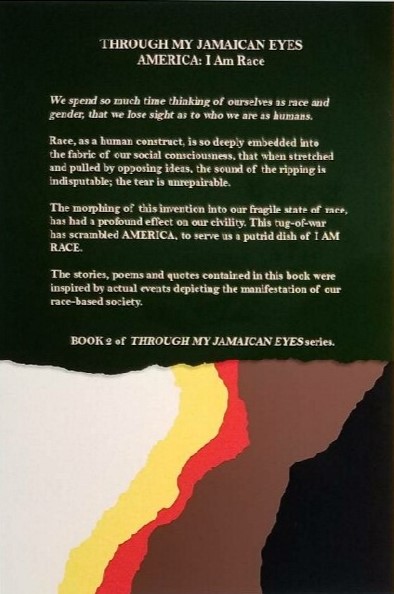 THROUGH MY JAMAICAN EYES
AMERICA: I Am Race
We spend so much time thinking of ourselves as race and
gender, that we lose sight as to who we are as humans.
Race, as a human construct, is so deeply embedded into
the fabric of our social consciousness, that when stretched
and pulled by opposing ideas, the sound of the ripping is
indisputable; the tear is unrepairable.
The morphing of this invention into our fragile state of race,
has had a profound effect on our civility. This tug-of-war
has scrambled AMERICA, to serve us a putrid dish of I AM
RACE.
The stories, poems and quotes contained in this book were
inspired by actual events depicting the manifestation of our
race-based society.
BOOK 2 of THROUGH MY JAMAICAN EYES series.